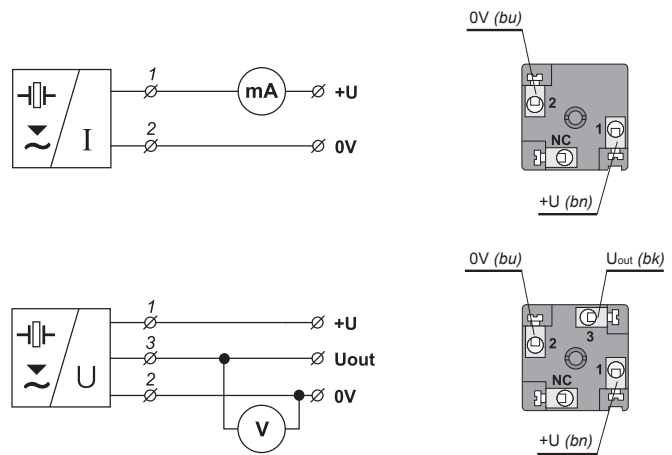 0V (bu)
1
mA
+U
2
I
0V
2
1
NC
+U (bn)
0V (bu)
Uout (bk)
1
+U
3
Uout
U
2
0V
V
3
2
1
NC
+U (bn)